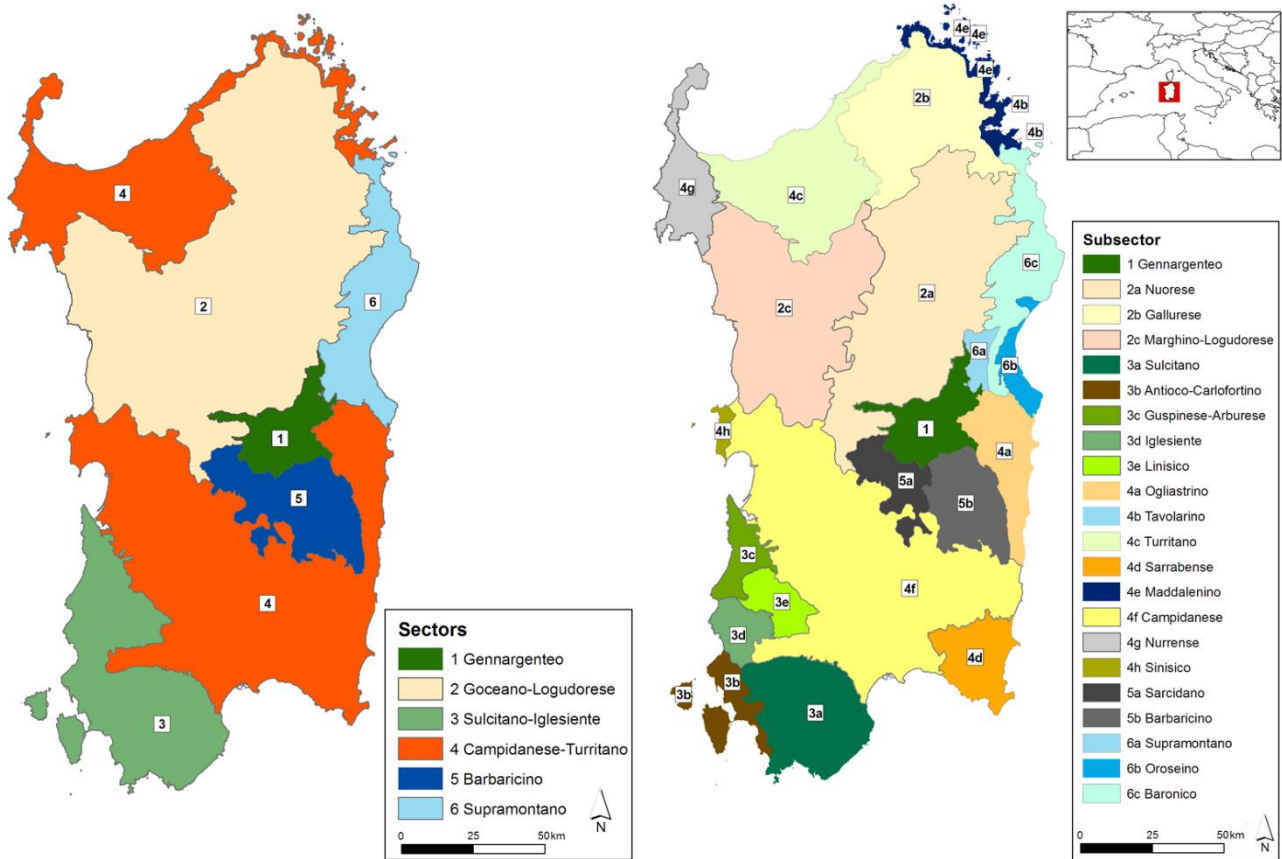 4
2
6
1
5
4
3
Sectors
1 Gennargenteo
2 Goceano-Logudorese
3 Sulcitano-Iglesiente
4 Campidanese-Turritano
5 Barbaricino
6 Supramontano
N
0 25 50km
4e
4e
4e
2b
4b
4b
4g
4c
6c
2a
2c
6a
6b
4h
1
4a
5a
5b
3c
4f
3e
3d
4d
3b
3b
3a
Subsector
1 Gennargenteo
2a Nuorese
2b Gallurese
2c Marghino-Logudorese
3a Sulcitano
3b Antioco-Carlofortino
3c Guspinese-Arburese
3d Iglesiente
3e Linisico
4a Ogliastrino
4b Tavolarino
4c Turritano
4d Sarrabense
4e Maddalenino
4f Campidanese
4g Nurrense
4h Sinisico
5a Sarcidano
5b Barbaricino
6a Supramontano
6b Oroseino
6c Baronico
N
0 25 50km